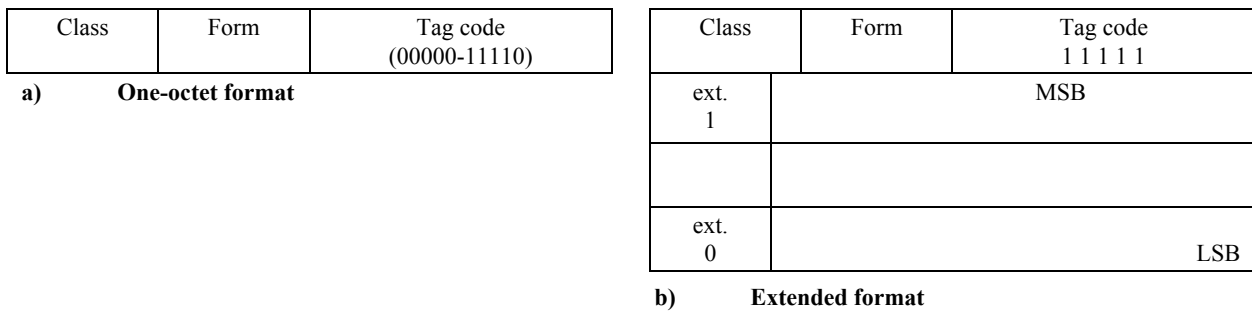 Class Form Tag code
(00000-11110)
a) One-octet format
Class Form Tag code
1 1 1 1 1
ext. MSB
1
ext.
0 LSB
b) Extended format